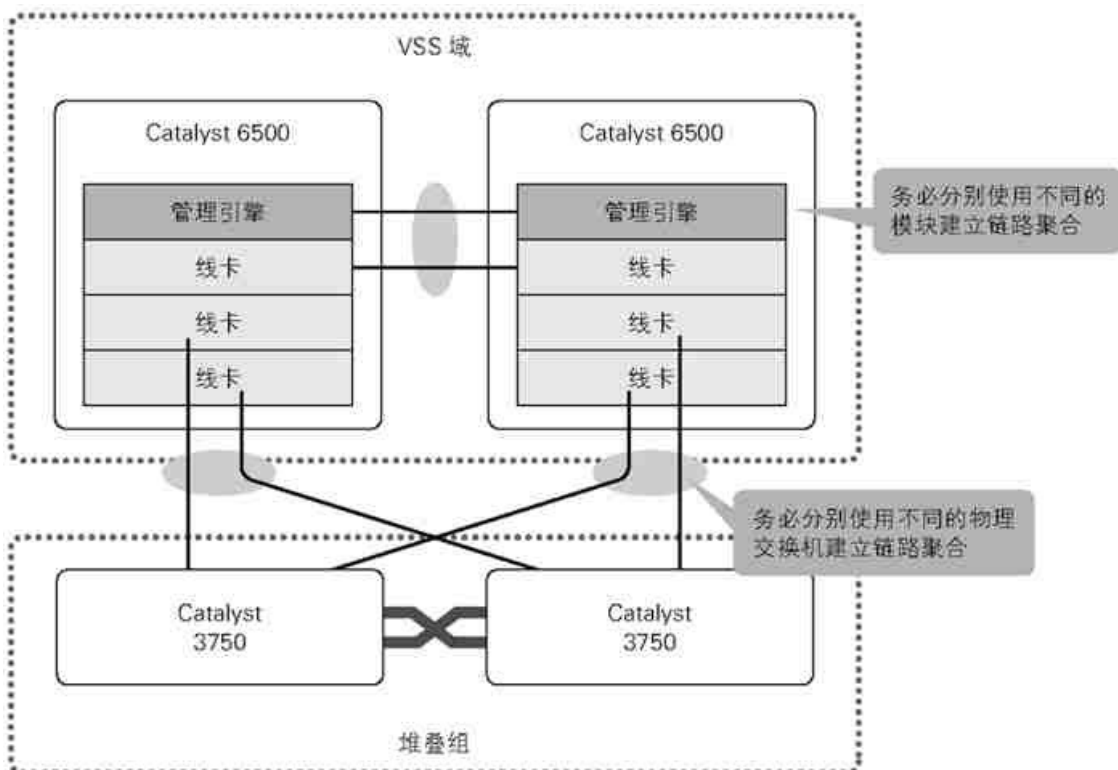 VSS 域
Catalyst 6500
Catalyst 6500
管理引擎
管理引擎
线卡
线卡
线卡
线卡
线卡
线卡
务必分别使用不同的
模块建立链路聚合
务必分别使用不同的物理
交换机建立链路聚合
Catalyst
3750
Catalyst
3750
堆叠组